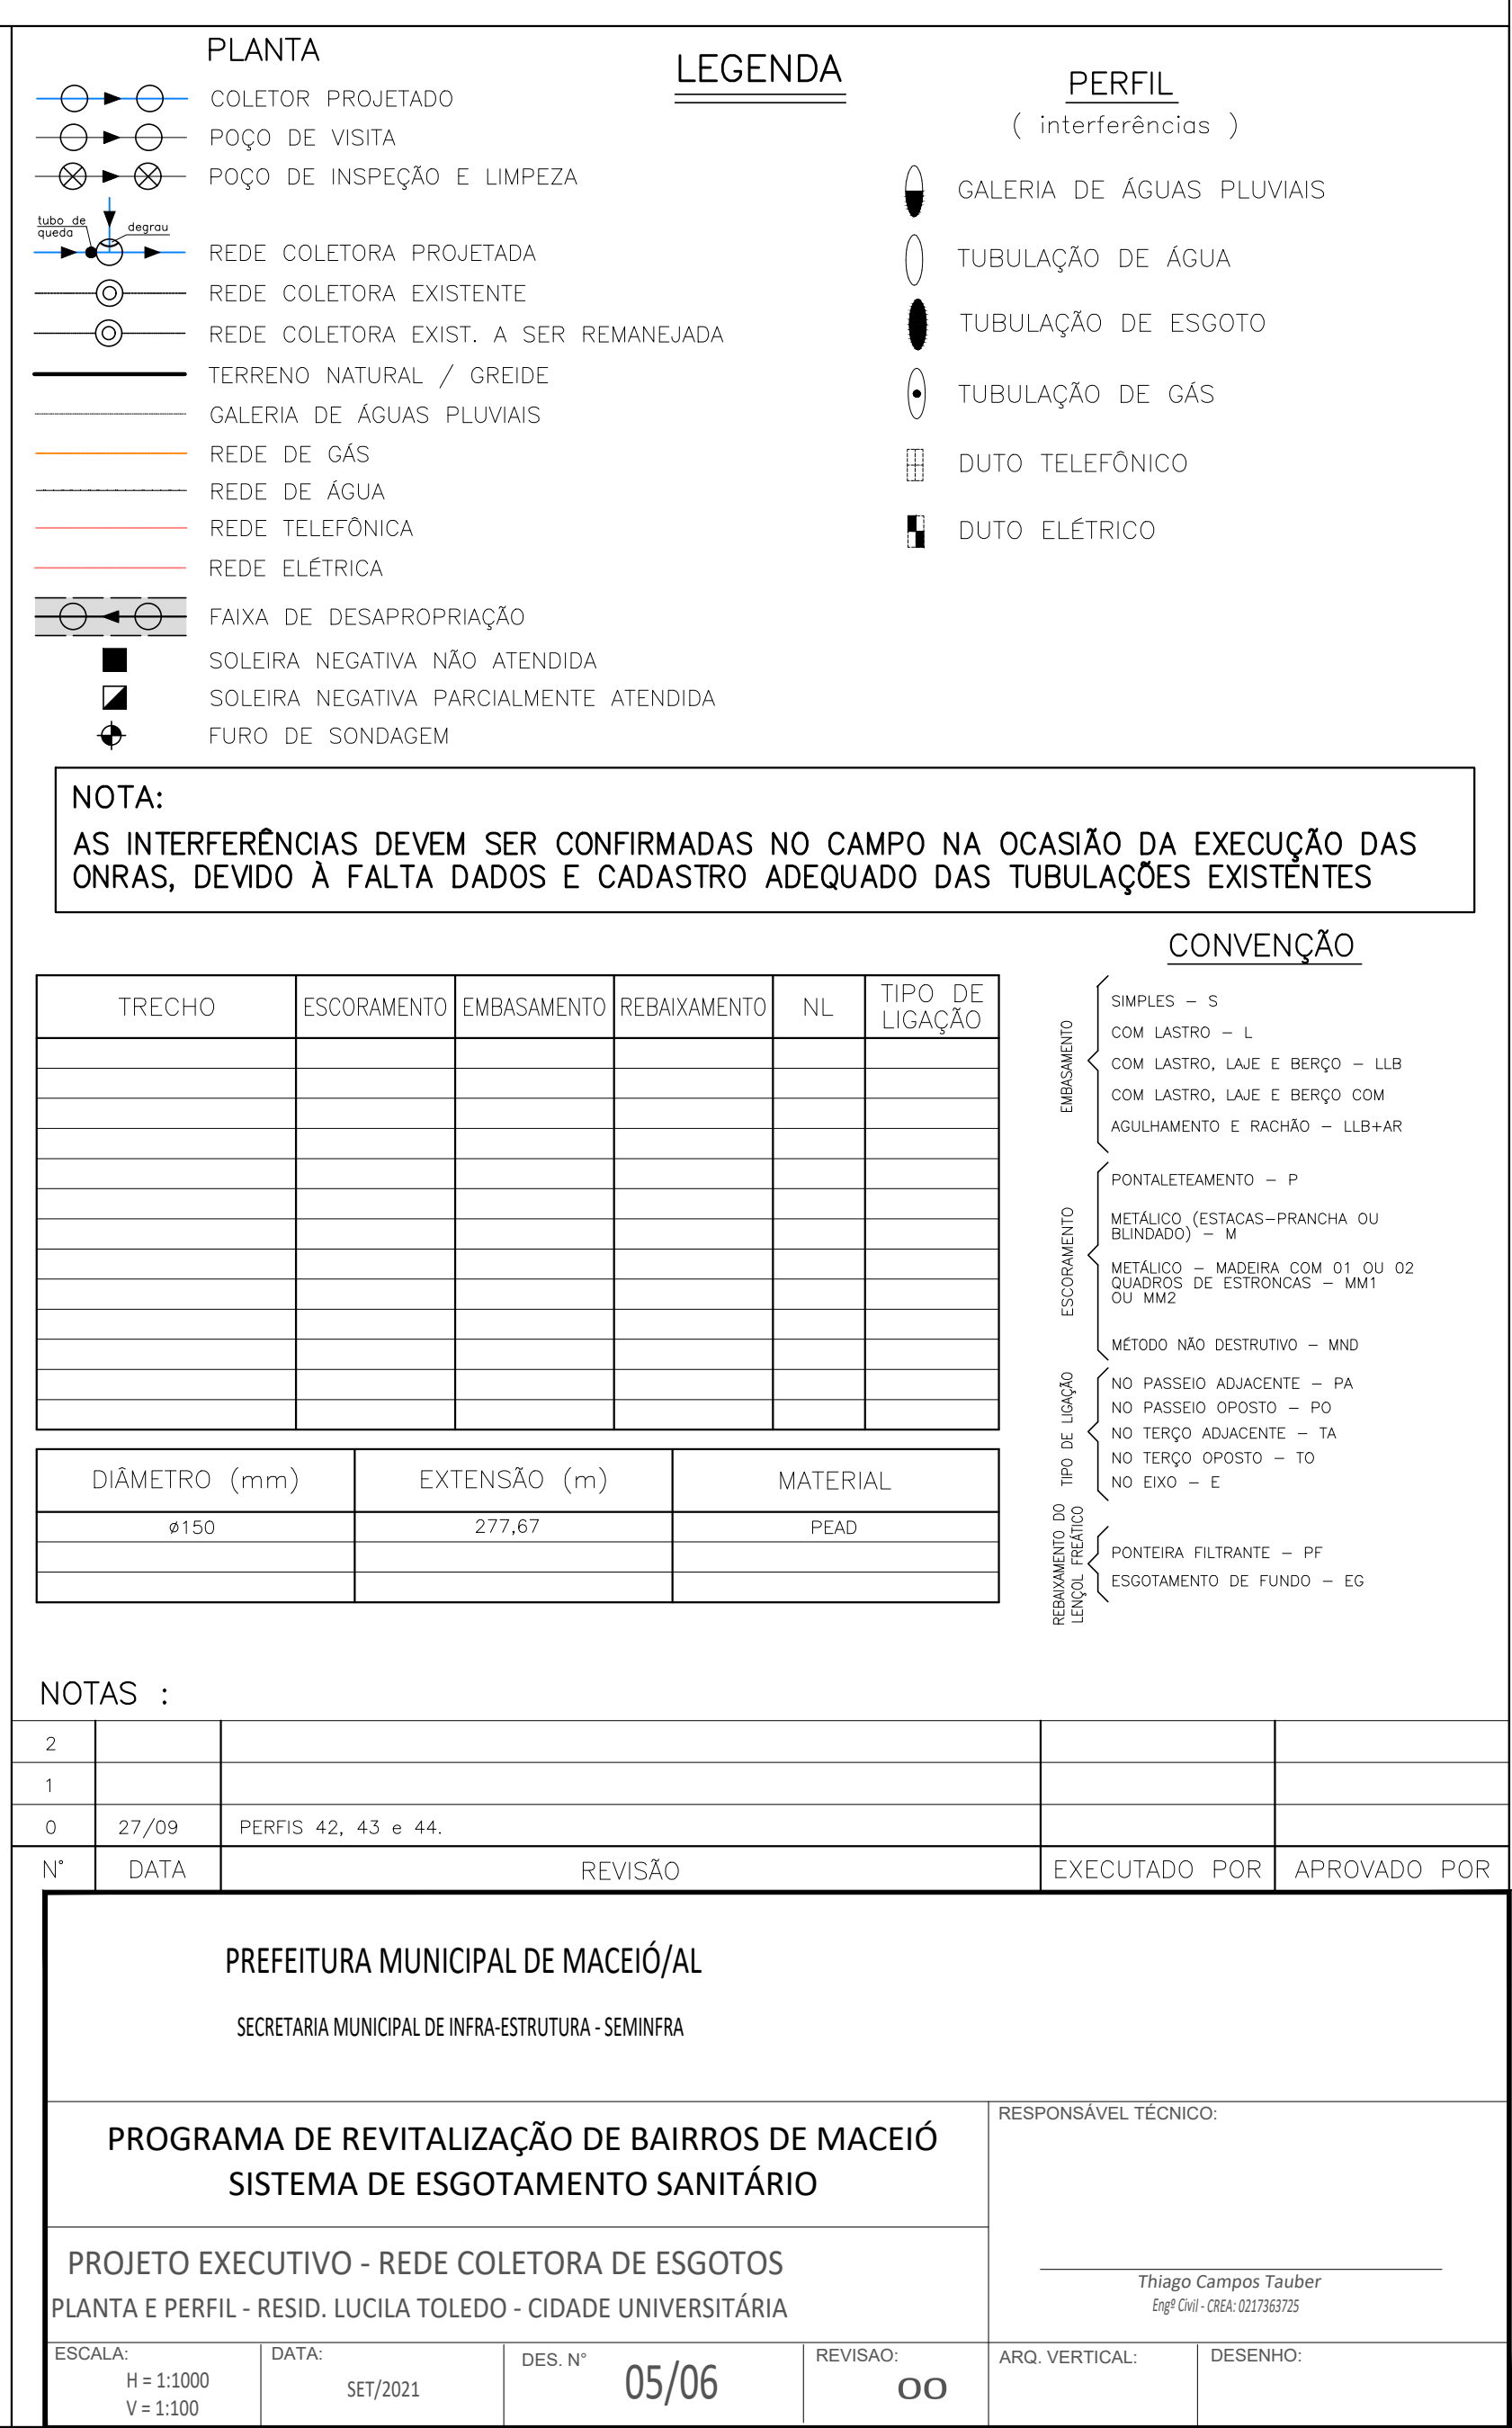 PLANTA
LEGENDA
COLETOR PROJETADO
POÇO DE VISITA
POÇO DE INSPEÇÃO E LIMPEZA
tubo de
queda
degrau
REDE COLETORA PROJETADA
REDE COLETORA EXISTENTE
REDE COLETORA EXIST. A SER REMANEJADA
TERRENO NATURAL / GREIDE
GALERIA DE ÁGUAS PLUVIAIS
REDE DE GÁS
REDE DE ÁGUA
REDE TELEFÔNICA
REDE ELÉTRICA
FAIXA DE DESAPROPRIAÇÃO
SOLEIRA NEGATIVA NÃO ATENDIDA
SOLEIRA NEGATIVA PARCIALMENTE ATENDIDA
FURO DE SONDAGEM
PERFIL
( interferências )
GALERIA DE ÁGUAS PLUVIAIS
TUBULAÇÃO DE ÁGUA
TUBULAÇÃO DE ESGOTO
TUBULAÇÃO DE GÁS
DUTO TELEFÔNICO
DUTO ELÉTRICO
NOTA:
AS INTERFERÊNCIAS DEVEM SER CONFIRMADAS NO CAMPO NA OCASIÃO DA EXECUÇÃO DAS
ONRAS, DEVIDO À FALTA DADOS E CADASTRO ADEQUADO DAS TUBULAÇÕES EXISTENTES
TRECHO ESCORAMENTO EMBASAMENTO REBAIXAMENTO NL TIPO DE
LIGAÇÃO
DIÂMETRO (mm) EXTENSÃO (m) MATERIAL
ø150 277,67 PEAD
CONVENÇÃO
EMBASAMENTO
SIMPLES – S
COM LASTRO – L
COM LASTRO, LAJE E BERÇO – LLB
COM LASTRO, LAJE E BERÇO COM
AGULHAMENTO E RACHÃO – LLB+AR
ESCORAMENTO
PONTALETEAMENTO – P
METÁLICO (ESTACAS–PRANCHA OU
BLINDADO) – M
METÁLICO – MADEIRA COM 01 OU 02
QUADROS DE ESTRONCAS – MM1
OU MM2
MÉTODO NÃO DESTRUTIVO – MND
TIPO DE LIGAÇÃO
NO PASSEIO ADJACENTE – PA
NO PASSEIO OPOSTO – PO
NO TERÇO ADJACENTE – TA
NO TERÇO OPOSTO – TO
NO EIXO – E
REBAIXAMENTO DO
LENÇOL FREÁTICO
PONTEIRA FILTRANTE – PF
ESGOTAMENTO DE FUNDO – EG
NOTAS :
2
1
0 27/09 PERFIS 42, 43 e 44.
N° DATA REVISÃO EXECUTADO POR APROVADO POR
PREFEITURA MUNICIPAL DE MACEIÓ/AL
SECRETARIA MUNICIPAL DE INFRA-ESTRUTURA - SEMINFRA
PROGRAMA DE REVITALIZAÇÃO DE BAIRROS DE MACEIÓ
SISTEMA DE ESGOTAMENTO SANITÁRIO
RESPONSÁVEL TÉCNICO:
Thiago Campos Tauber
Engº Civil - CREA: 0217363725
PROJETO EXECUTIVO - REDE COLETORA DE ESGOTOS
PLANTA E PERFIL - RESID. LUCILA TOLEDO - CIDADE UNIVERSITÁRIA
ESCALA:
H = 1:1000
V = 1:100
DATA:
SET/2021
DES. N° 05/06
REVISAO:
00
ARQ. VERTICAL:
DESENHO: